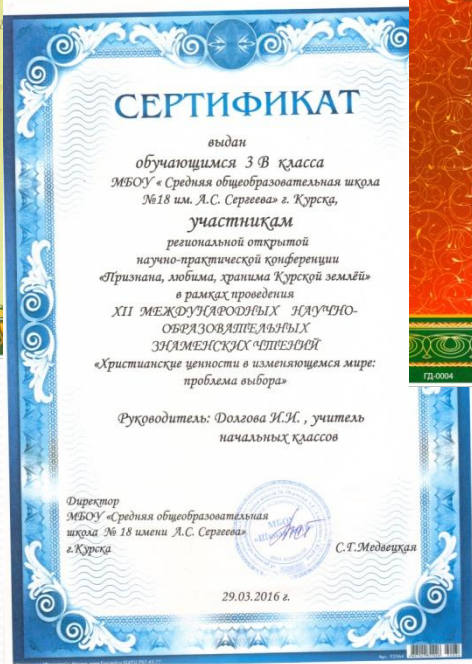 СЕРТИФИКАТ
выдан
обучающимся 3 В класса
МБОУ « Средняя общеобразовательная школа
№18 им. А.С. Сергеева» г. Курска,
участникам
региональной открытой
научно-практической конференции
«Признана, любима, хранима Курской землёй»
в рамках проведения
XII МЕЖДУНАРОДНЫХ НАУЧНО-
ОБРАЗОВАТЕЛЬНЫХ
ЗНАМЕНСКИХ ЧТЕНИЙ
«Христианские ценности в изменяющемся мире:
проблема выбора»
Руководитель: Долгова И.И. , учитель
начальных классов
Директор
МБОУ «Средняя общеобразовательная
школа № 18 имени А.С. Сергеева»
г.Курска
С.Г.Медвецкая
МБОУ
29.03.2016 г.
ГД-0004